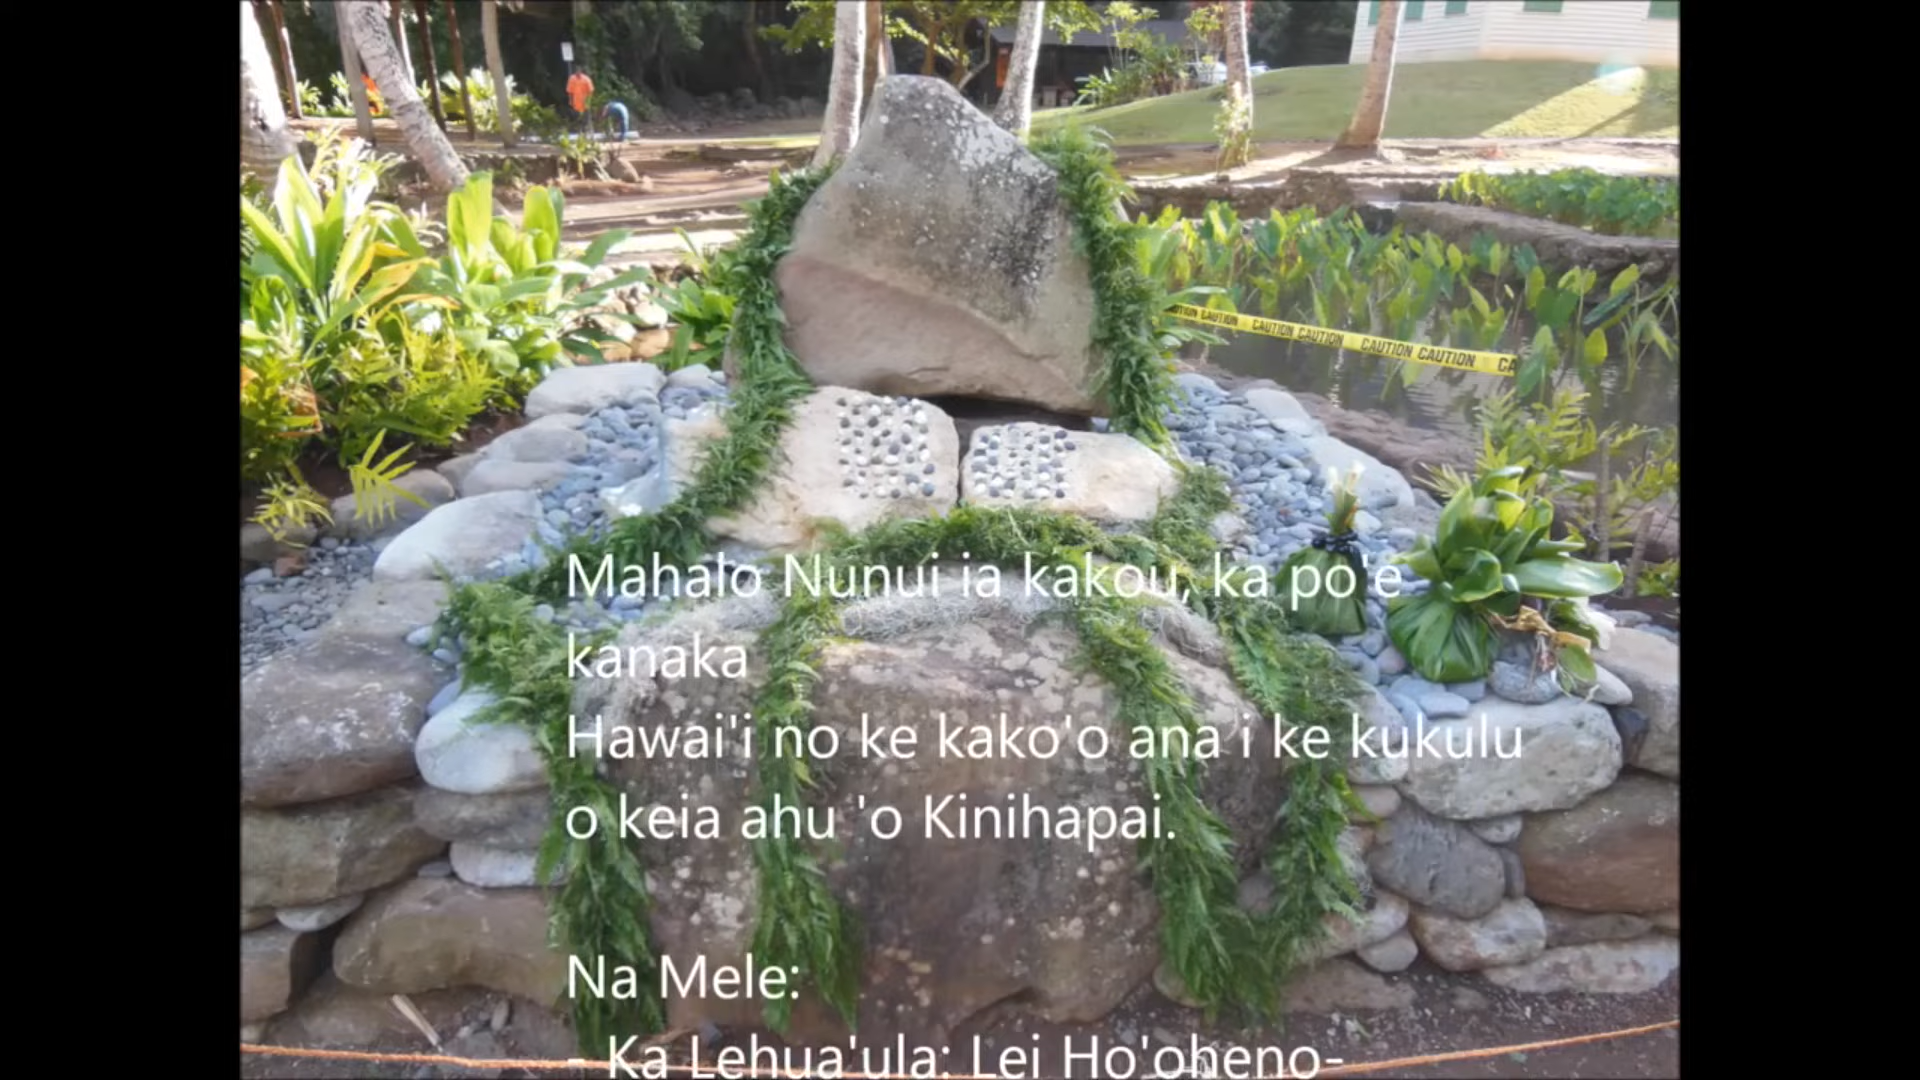 CAUTION CAUTION CAUTION CAUTION CAUTION
Mahalo Nunui ia kakou, ka po'e
kanaka
Hawai'i no ke kako'o ana i ke kukulu
o keia ahu 'o Kinihapai.
Na Mele:
- Ka Lehua'ula: Lei Ho'oheno-